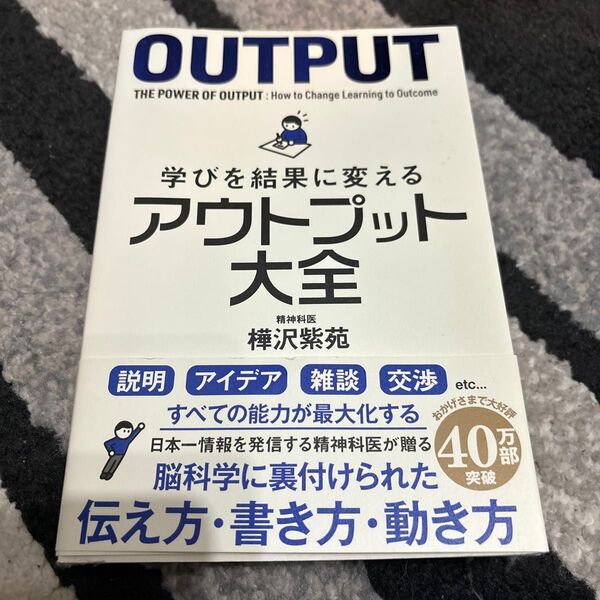 OUTPUT
THE POWER OF OUTPUT : How to Change Learning to Outcome
学びを結果に変える
アウトプット
大全
精神科医
樺沢紫苑
説明 アイデア 雑談 交渉 etc...
すべての能力が最大化する
日本一情報を発信する精神科医が贈る
脳科学に裏付けられた
伝え方・書き方・動き方
おかげさまで大好評
40万部
突破